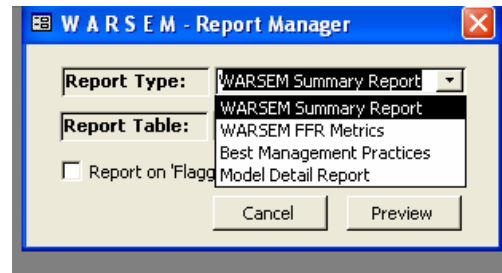 W A R S E M - Report Manager
Report Type: WARSEM Summary Report
WARSEM Summary Report
Report Table: WARSEM FFR Metrics
Best Management Practices
Report on 'Flagg Model Detail Report
Cancel Preview